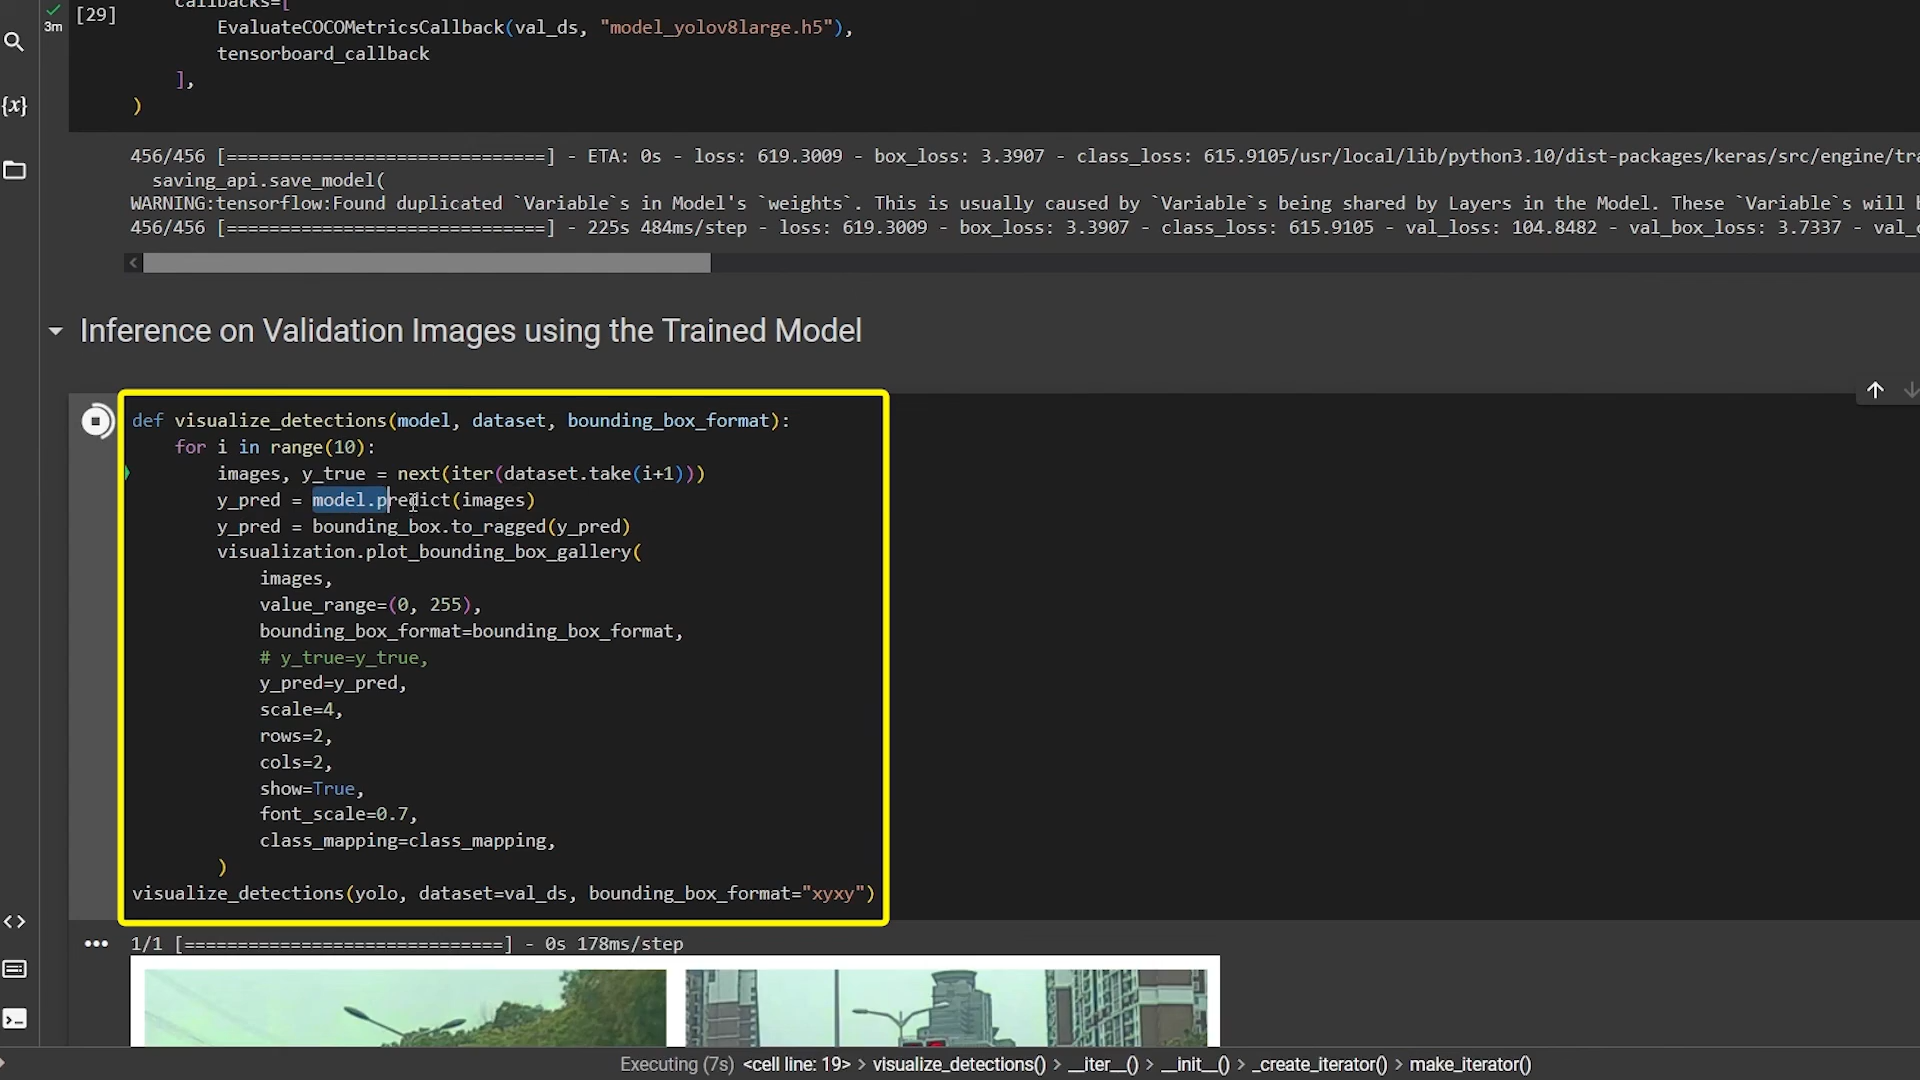 callbacks=[
[29]
3m
EvaluateCOCOMetricsCallback(val_ds, "model_yolov8large.h5"),
tensorboard_callback
],
)
{x}
456/456 [==============================] - ETA: 0s - loss: 619.3009 - box_loss: 3.3907 - class_loss: 615.9105/usr/local/lib/python3.10/dist-packages/keras/src/engine/tra
saving_api.save_model(
WARNING:tensorflow:Found duplicated `Variable`s in Model's `weights`. This is usually caused by `Variable`s being shared by Layers in the Model. These `Variable`s will b
456/456 [==============================] - 225s 484ms/step - loss: 619.3009 - box_loss: 3.3907 - class_loss: 615.9105 - val_loss: 104.8482 - val_box_loss: 3.7337 - val_c
Inference on Validation Images using the Trained Model
def visualize_detections(model, dataset, bounding_box_format):
for i in range(10):
images, y_true = next(iter(dataset.take(i+1)))
y_pred = model.predict(images)
y_pred = bounding_box.to_ragged(y_pred)
visualization.plot_bounding_box_gallery(
images,
value_range=(0, 255),
bounding_box_format=bounding_box_format,
# y_true=y_true,
y_pred=y_pred,
scale=4,
rows=2,
cols=2,
show=True,
font_scale=0.7,
class_mapping=class_mapping,
)
visualize_detections(yolo, dataset=val_ds, bounding_box_format="xyxy")
1/1 [==============================] - 0s 178ms/step
Executing (7s) <cell line: 19> > visualize_detections() > __iter__() > __init__() > _create_iterator() > make_iterator()